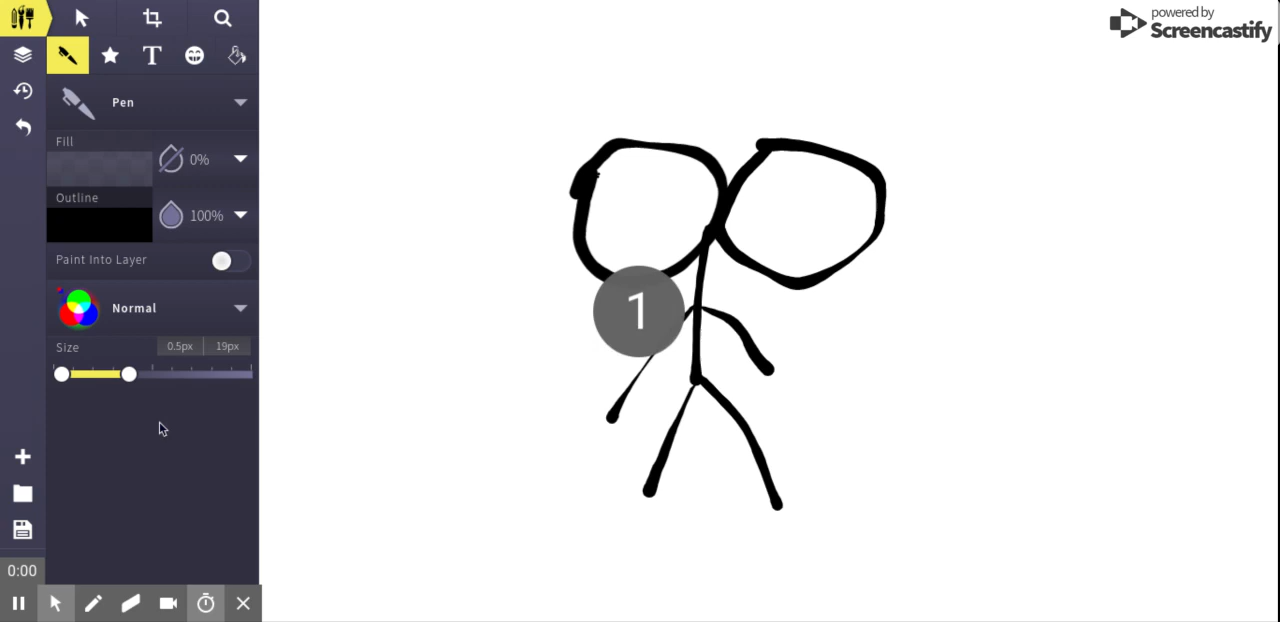 powered by
Screencastify
T
Pen
Fill
0%
Outline
100%
Paint Into Layer
Normal
Size
0.5px
19px
1
0:00